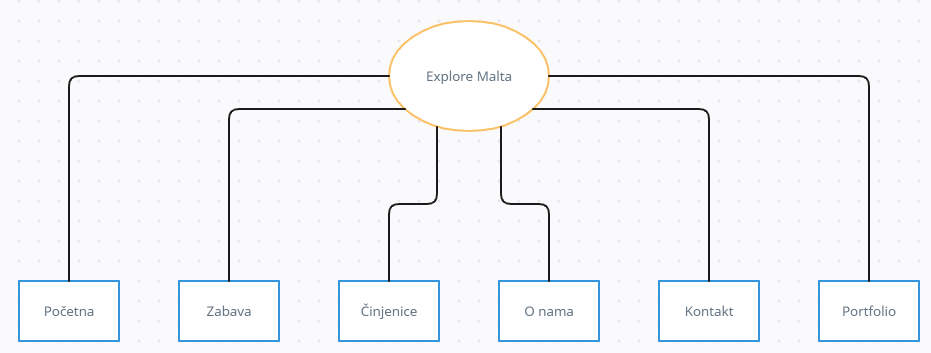 Explore Malta
Početna
Zabava
Činjenice
O nama
Kontakt
Portfolio